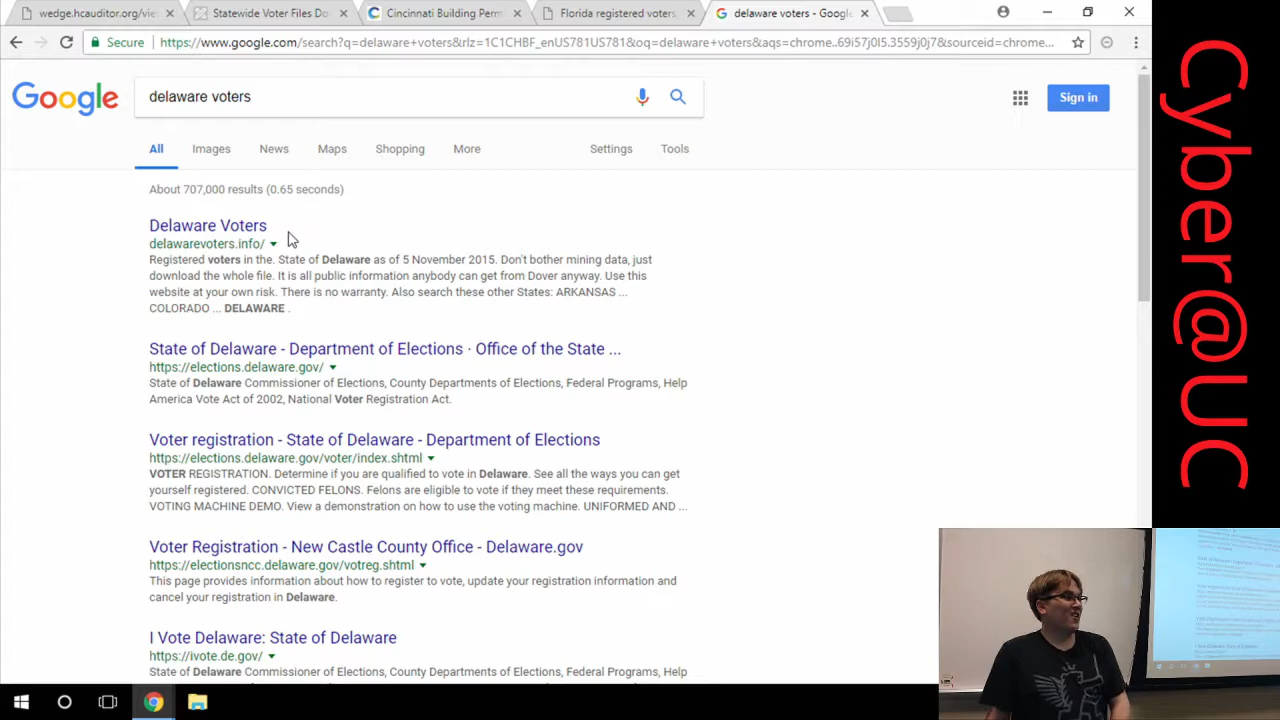 wedge.hcauditor.org/vie
Statewide Voter Files Do
Cincinnati Building Perm
Florida registered voters
delaware voters - Google
Secure
https://www.google.com/search?q=delaware+voters&rlz=1C1CHBF_enUS781US781&oq=delaware+voters&aqs=chrome..69i57j0l5.3559j0j7&sourceid=chrome...
Google
delaware voters
Sign in
All
Images
News
Maps
Shopping
More
Settings
Tools
About 707,000 results (0.65 seconds)
Delaware Voters
delawarevoters.info/
Registered voters in the. State of Delaware as of 5 November 2015. Don't bother mining data, just
download the whole file. It is all public information anybody can get from Dover anyway. Use this
website at your own risk. There is no warranty. Also search these other States: ARKANSAS ...
COLORADO ... DELAWARE .
State of Delaware - Department of Elections · Office of the State ...
https://elections.delaware.gov/
State of Delaware Commissioner of Elections, County Departments of Elections, Federal Programs, Help
America Vote Act of 2002, National Voter Registration Act.
Voter registration - State of Delaware - Department of Elections
https://elections.delaware.gov/voter/index.shtml
VOTER REGISTRATION. Determine if you are qualified to vote in Delaware. See all the ways you can get
yourself registered. CONVICTED FELONS. Felons are eligible to vote if they meet these requirements.
VOTING MACHINE DEMO. View a demonstration on how to use the voting machine. UNIFORMED AND ...
Voter Registration - New Castle County Office - Delaware.gov
https://electionsncc.delaware.gov/votreg.shtml
This page provides information about how to register to vote, update your registration information and
cancel your registration in Delaware.
I Vote Delaware: State of Delaware
https://ivote.de.gov/
State of Delaware Commissioner of Elections, County Departments of Elections, Federal Programs, Help
Cyber@UC